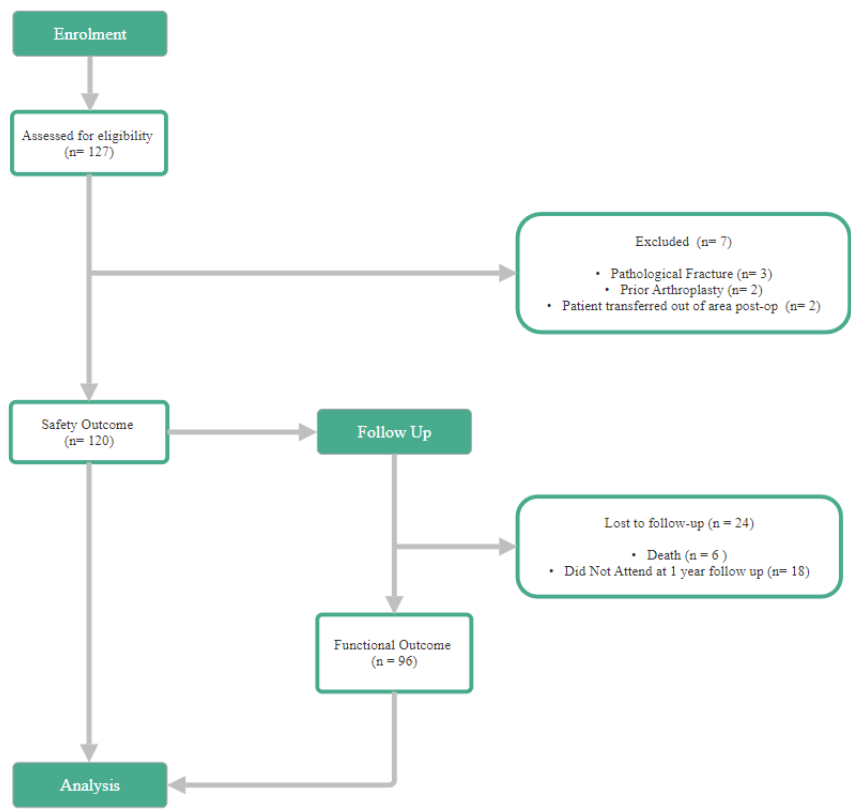 Enrolment
Assessed for eligibility
(n= 127)
Excluded (n= 7)
• Pathological Fracture (n= 3)
• Prior Arthroplasty (n= 2)
• Patient transferred out of area post-op (n= 2)
Safety Outcome
(n= 120)
Follow Up
Lost to follow-up (n = 24)
• Death (n = 6 )
• Did Not Attend at 1 year follow up (n= 18)
Functional Outcome
(n = 96)
Analysis